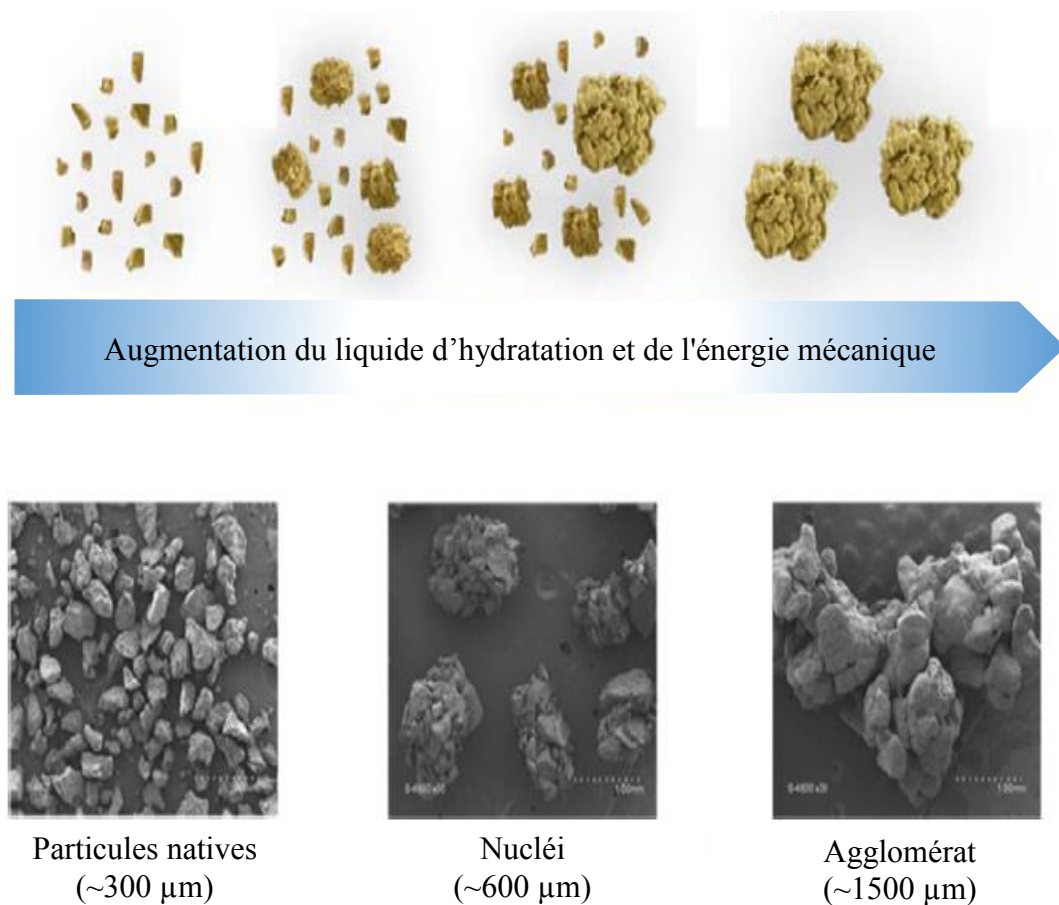 Augmentation du liquide d’hydratation et de l'énergie mécanique
Particules natives
(~300 µm)
Nucléi
(~600 µm)
Agglomérat
(~1500 µm)